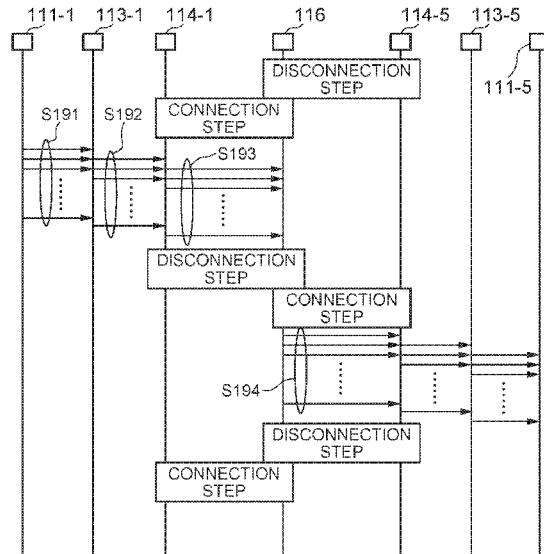 111-1 113-1 114-1 116 114-5 113-5
111-5
DISCONNECTION
STEP
CONNECTION
STEP
S191 S192 S193
DISCONNECTION
STEP
CONNECTION
STEP
S194
DISCONNECTION
STEP
CONNECTION
STEP